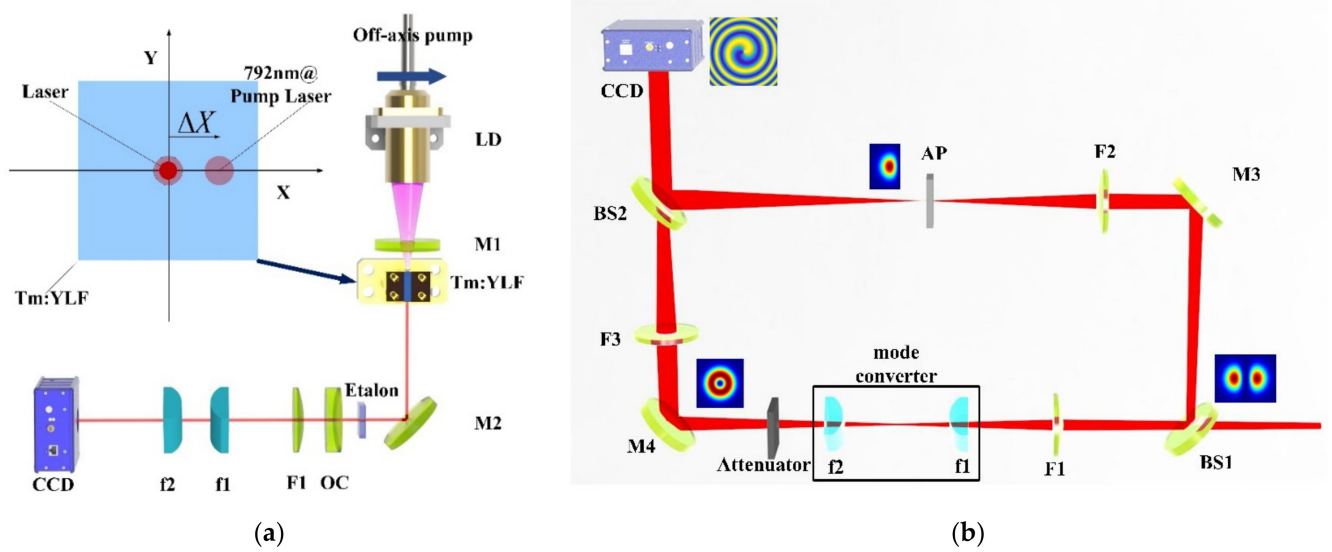 Y
Off-axis pump
792nm@
Laser
Pump Laser
ΔX
LD
X
M1
Tm:YLF
Tm:YLF
Etalon
M2
CCD
f2
f1
F1
OC
(a)
CCD
AP
F2
M3
BS2
F3
mode
converter
M4
Attenuator
f2
f1
F1
BS1
(b)